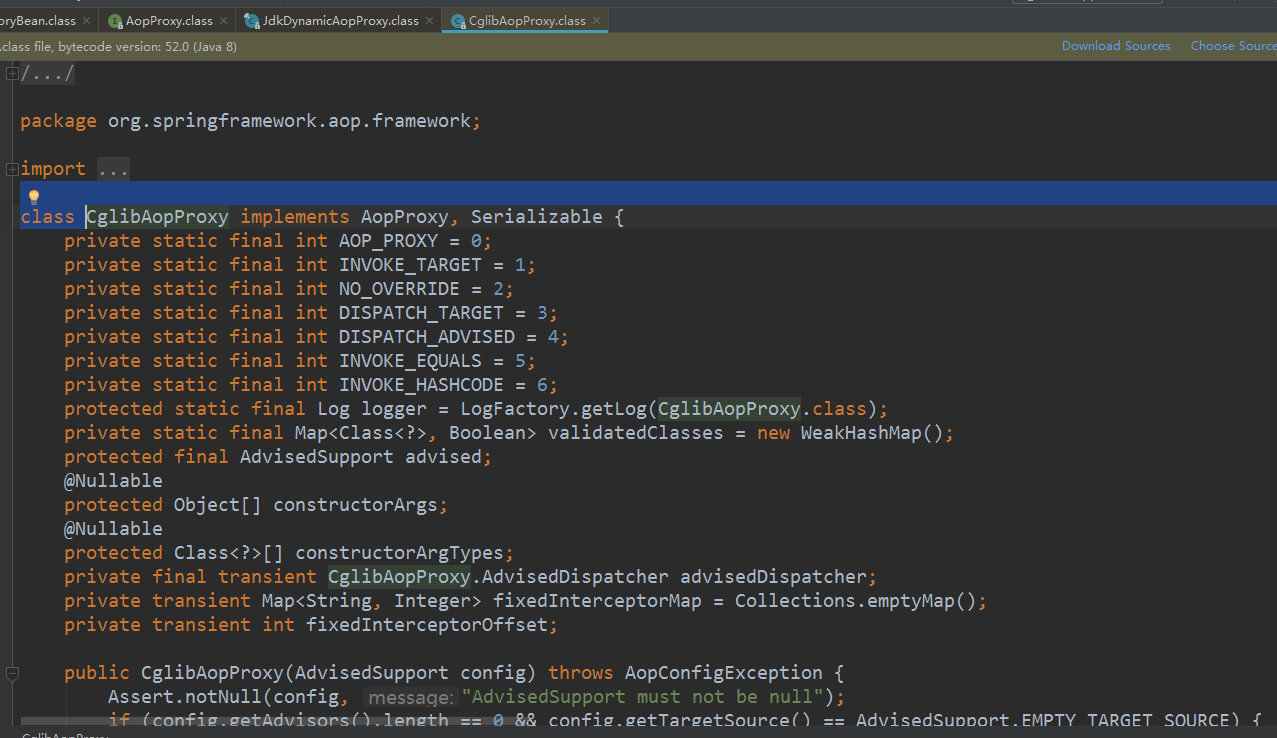 oryBean.class AopProxy.class JdkDynamicAopProxy.class CglibAopProxy.class
.class file, bytecode version: 52.0 (Java 8) Download Sources Choose Source
/.../
package org.springframework.aop.framework;
import ...
class CglibAopProxy implements AopProxy, Serializable {
private static final int AOP_PROXY = 0;
private static final int INVOKE_TARGET = 1;
private static final int NO_OVERRIDE = 2;
private static final int DISPATCH_TARGET = 3;
private static final int DISPATCH_ADVISED = 4;
private static final int INVOKE_EQUALS = 5;
private static final int INVOKE_HASHCODE = 6;
protected static final Log logger = LogFactory.getLog(CglibAopProxy.class);
private static final Map<Class<?>, Boolean> validatedClasses = new WeakHashMap();
protected final AdvisedSupport advised;
@Nullable
protected Object[] constructorArgs;
@Nullable
protected Class<?>[] constructorArgTypes;
private final transient CglibAopProxy.AdvisedDispatcher advisedDispatcher;
private transient Map<String, Integer> fixedInterceptorMap = Collections.emptyMap();
private transient int fixedInterceptorOffset;
public CglibAopProxy(AdvisedSupport config) throws AopConfigException {
Assert.notNull(config, message: "AdvisedSupport must not be null");
if (config.getAdvisors().length == 0 && config.getTargetSource() == AdvisedSupport.EMPTY_TARGET_SOURCE) {
CglibAopProxy